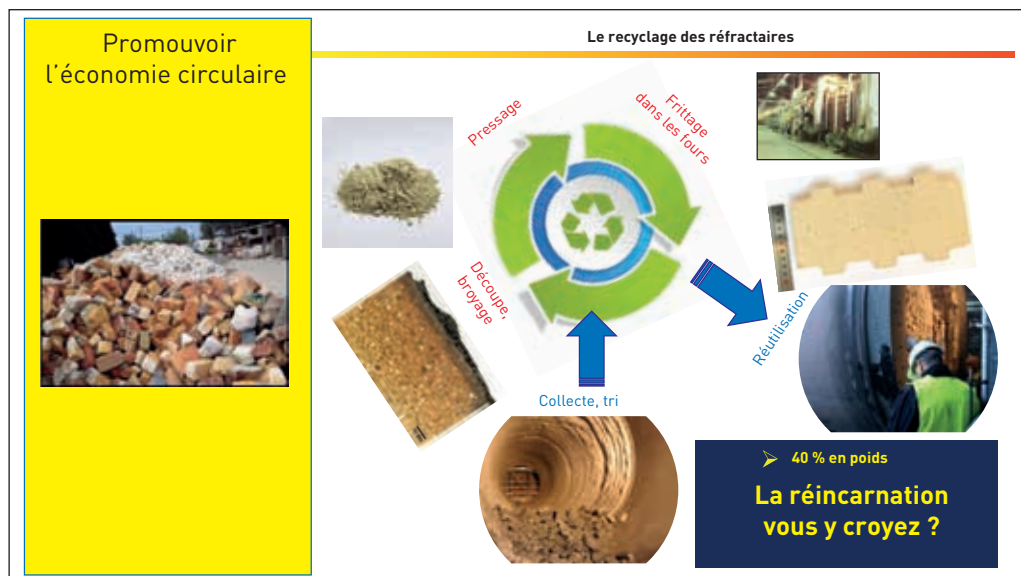 Promouvoir
l'économie circulaire
Le recyclage des réfractaires
Pressage
Frittage
dans les fours
Découpe,
broyage
Collecte, tri
Réutilisation
➢ 40 % en poids
La réincarnation
vous y croyez ?